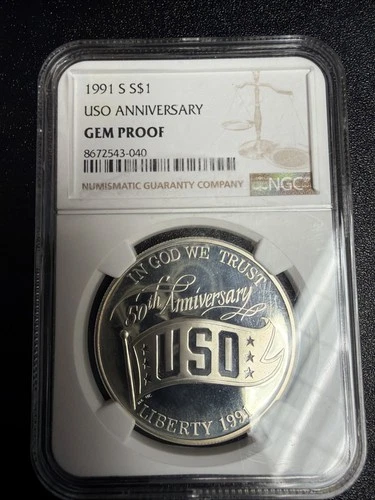 1991 S S$1
USO ANNIVERSARY
GEM PROOF
8672543-040
NUMISMATIC GUARANTY COMPANY
NGC
IN GOD WE TRUST
50th Anniversary
USO
LIBERTY 1991